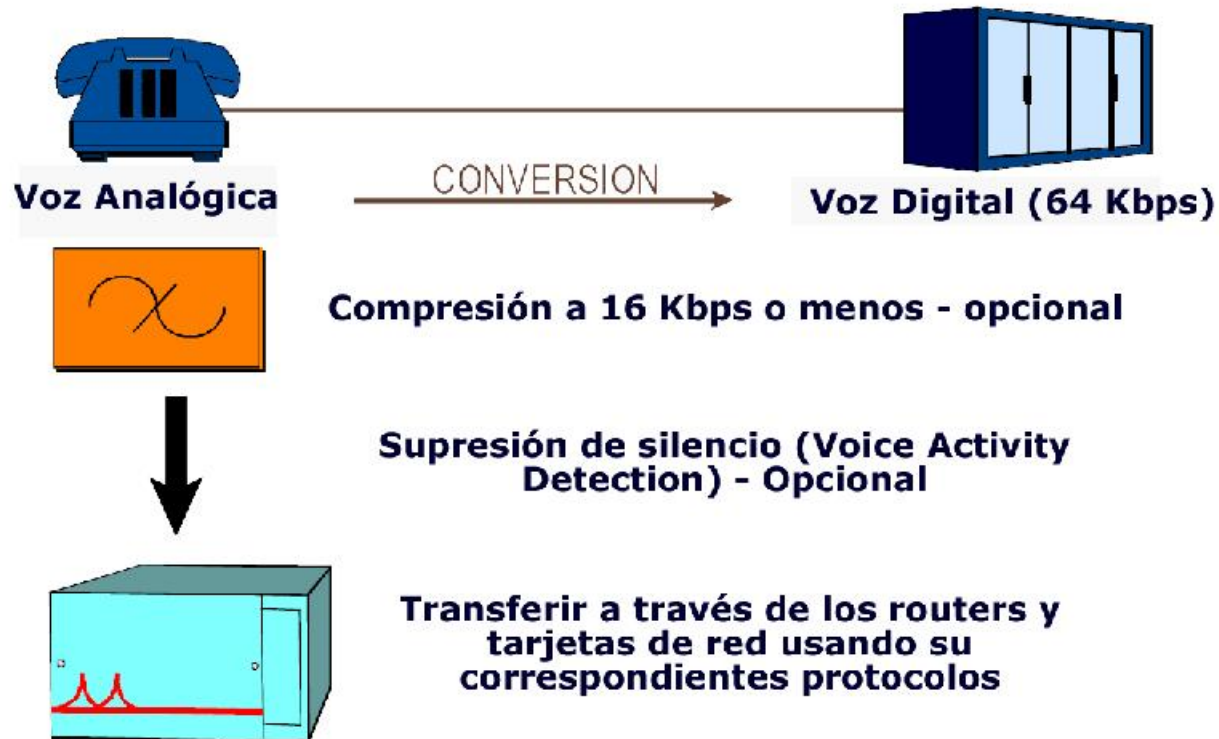 Voz Analógica
CONVERSION
Voz Digital (64 Kbps)
Compresión a 16 Kbps o menos - opcional
Supresión de silencio (Voice Activity
Detection) - Opcional
Transferir a través de los routers y
tarjetas de red usando su
correspondientes protocolos